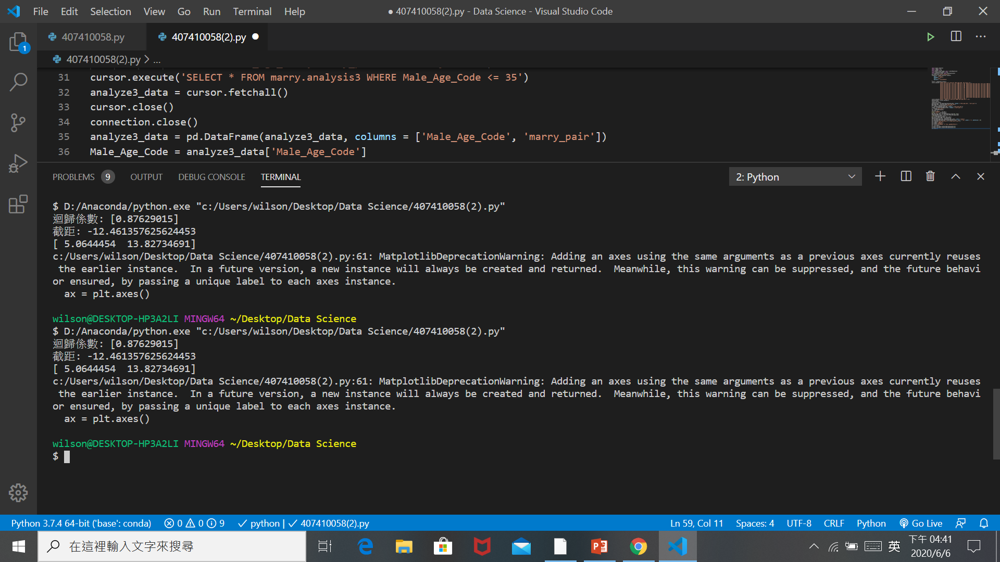 File Edit Selection View Go Run Terminal Help
● 407410058(2).py - Data Science - Visual Studio Code
1
407410058.py
407410058(2).py ●
407410058(2).py > ...
31 cursor.execute('SELECT * FROM marry.analysis3 WHERE Male_Age_Code <= 35')
32 analyze3_data = cursor.fetchall()
33 cursor.close()
34 connection.close()
35 analyze3_data = pd.DataFrame(analyze3_data, columns = ['Male_Age_Code', 'marry_pair'])
36 Male_Age_Code = analyze3_data['Male_Age_Code']
PROBLEMS 9 OUTPUT DEBUG CONSOLE TERMINAL
2: Python
$ D:/Anaconda/python.exe "c:/Users/wilson/Desktop/Data Science/407410058(2).py"
迴歸係數: [0.87629015]
截距: -12.461357625624453
[ 5.0644454  13.82734691]
c:/Users/wilson/Desktop/Data Science/407410058(2).py:61: MatplotlibDeprecationWarning: Adding an axes using the same arguments as a previous axes currently reuses
the earlier instance.  In a future version, a new instance will always be created and returned.  Meanwhile, this warning can be suppressed, and the future behavi
or ensured, by passing a unique label to each axes instance.
ax = plt.axes()
wilson@DESKTOP-HP3A2LI MINGW64 ~/Desktop/Data Science
$ D:/Anaconda/python.exe "c:/Users/wilson/Desktop/Data Science/407410058(2).py"
迴歸係數: [0.87629015]
截距: -12.461357625624453
[ 5.0644454  13.82734691]
c:/Users/wilson/Desktop/Data Science/407410058(2).py:61: MatplotlibDeprecationWarning: Adding an axes using the same arguments as a previous axes currently reuses
the earlier instance.  In a future version, a new instance will always be created and returned.  Meanwhile, this warning can be suppressed, and the future behavi
or ensured, by passing a unique label to each axes instance.
ax = plt.axes()
wilson@DESKTOP-HP3A2LI MINGW64 ~/Desktop/Data Science
$
Python 3.7.4 64-bit ('base': conda) 0 0 9 ✓ python | ✓ 407410058(2).py
Ln 59, Col 11 Spaces: 4 UTF-8 CRLF Python Go Live
在這裡輸入文字來搜尋
英
下午 04:41
2020/6/6